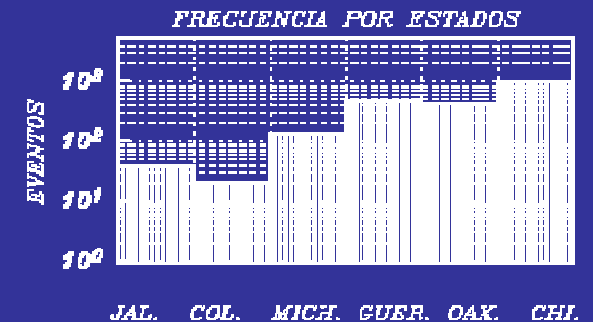 FRECUENCIA POR ESTADOS
EVENTOS
10³
10²
10¹
10⁰
JAL. COL. MICH. GUER. OAX. CHI.